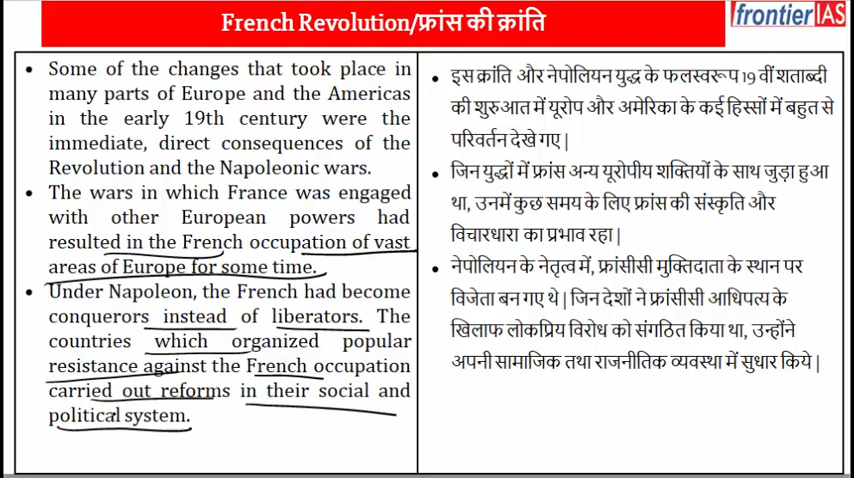 French Revolution/फ्रांस की क्रांति
frontier IAS
• Some of the changes that took place in
many parts of Europe and the Americas
in the early 19th century were the
immediate, direct consequences of the
Revolution and the Napoleonic wars.
• The wars in which France was engaged
with other European powers had
resulted in the French occupation of vast
areas of Europe for some time.
• Under Napoleon, the French had become
conquerors instead of liberators. The
countries which organized popular
resistance against the French occupation
carried out reforms in their social and
political system.
• इस क्रांति और नेपोलियन युद्ध के फलस्वरूप 19 वीं शताब्दी
की शुरुआत में यूरोप और अमेरिका के कई हिस्सों में बहुत से
परिवर्तन देखे गए |
• जिन युद्धों में फ्रांस अन्य यूरोपीय शक्तियों के साथ जुड़ा हुआ
था, उनमें कुछ समय के लिए फ्रांस की संस्कृति और
विचारधारा का प्रभाव रहा |
• नेपोलियन के नेतृत्व में, फ्रांसीसी मुक्तिदाता के स्थान पर
विजेता बन गए थे | जिन देशों ने फ्रांसीसी आधिपत्य के
खिलाफ लोकप्रिय विरोध को संगठित किया था, उन्होंने
अपनी सामाजिक तथा राजनीतिक व्यवस्था में सुधार किये |